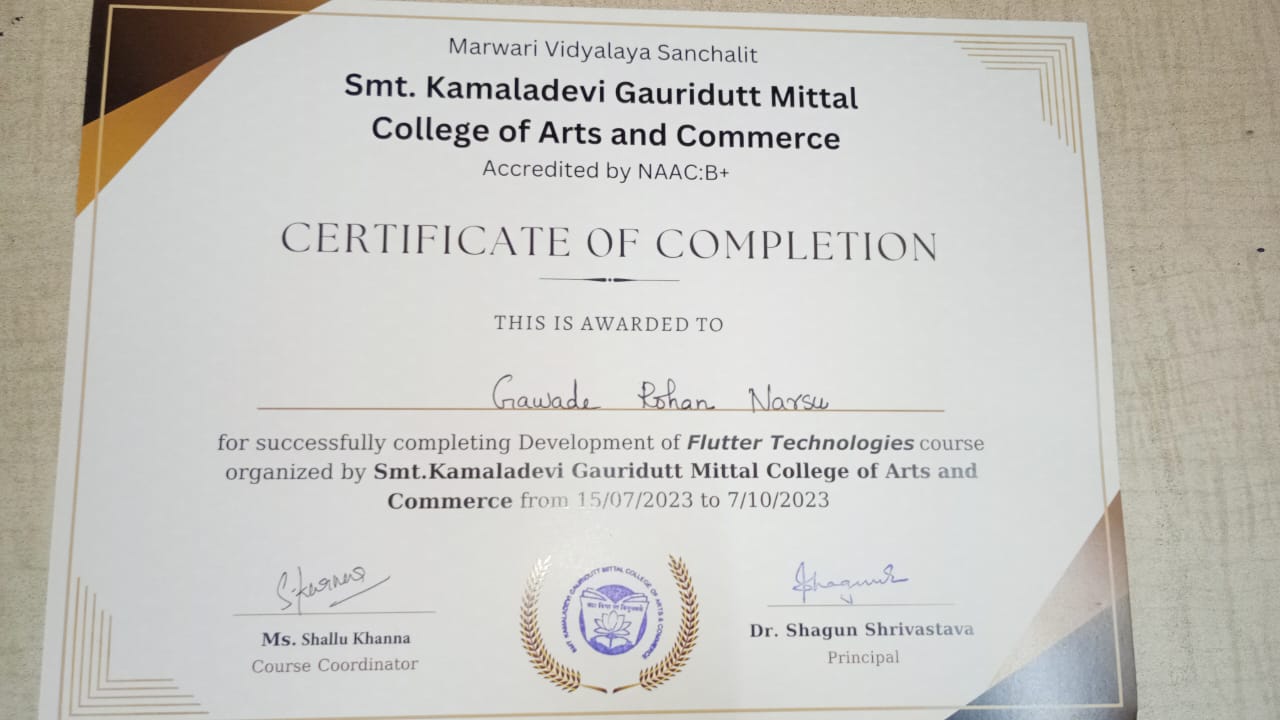 Marwari Vidyalaya Sanchalit
Smt. Kamaladevi Gauridutt Mittal
College of Arts and Commerce
Accredited by NAAC:B+
CERTIFICATE OF COMPLETION
THIS IS AWARDED TO
Gawade Rohan Narsu
for successfully completing Development of Flutter Technologies course
organized by Smt.Kamaladevi Gauridutt Mittal College of Arts and
Commerce from 15/07/2023 to 7/10/2023
Ms. Shallu Khanna
Course Coordinator
SMT. KAMALADEVI GAURIDUTT MITTAL COLLEGE OF ARTS & COMMERCE
Dr. Shagun Shrivastava
Principal